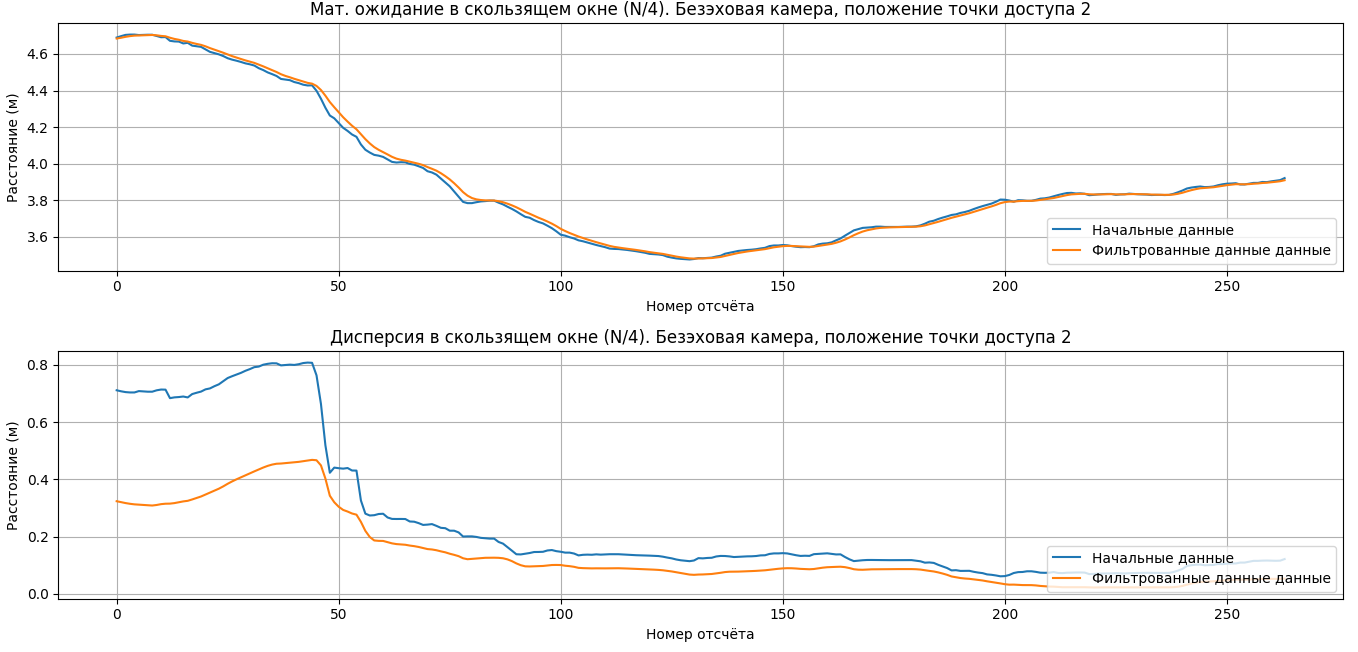 Мат. ожидание в скользящем окне (N/4). Безэховая камера, положение точки доступа 2
Расстояние (м)
4.6
4.4
4.2
4.0
3.8
3.6
Начальные данные
Фильтрованные данные данные
0 50 100 150 200 250
Номер отсчёта
Дисперсия в скользящем окне (N/4). Безэховая камера, положение точки доступа 2
Расстояние (м)
0.8
0.6
0.4
0.2
0.0
Начальные данные
Фильтрованные данные данные
0 50 100 150 200 250
Номер отсчёта